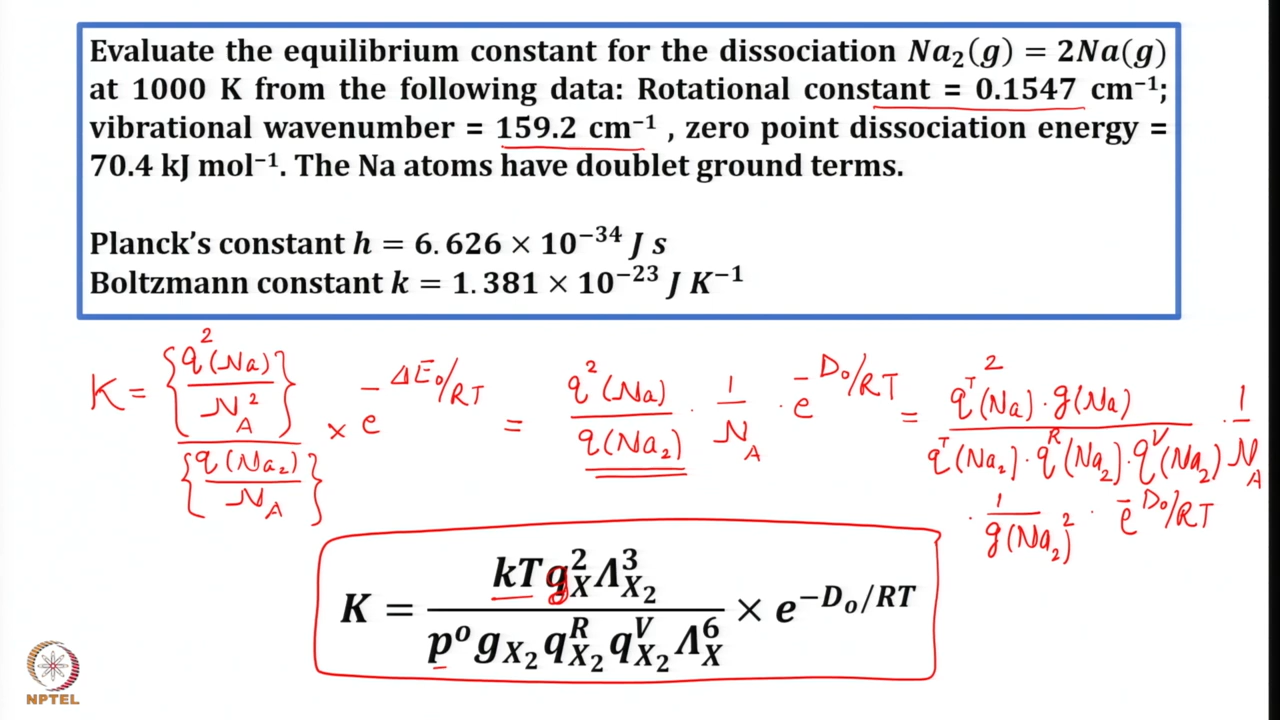 Evaluate the equilibrium constant for the dissociation Na₂(g) = 2Na(g)
at 1000 K from the following data: Rotational constant = 0.1547 cm⁻¹;
vibrational wavenumber = 159.2 cm⁻¹ , zero point dissociation energy =
70.4 kJ mol⁻¹. The Na atoms have doublet ground terms.
Planck's constant h = 6.626 × 10⁻³⁴ J s
Boltzmann constant k = 1.381 × 10⁻²³ J K⁻¹
K = {q²(Na)/N_A²} / {q(Na₂)/N_A} × e^(-ΔE₀/RT) = q²(Na)/q(Na₂) · 1/N_A · e^(-D₀/RT) = q^T²(Na)·g(Na) / q^T(Na₂)·q^R(Na₂)·q^V(Na₂) · 1/N_A
· 1/g(Na₂)² · e^(-D₀/RT)
K = kT g_X² Λ_X₂³ / p° g_X₂ q^R_X₂ q^V_X₂ Λ_X⁶ × e^(-D₀/RT)
NPTEL